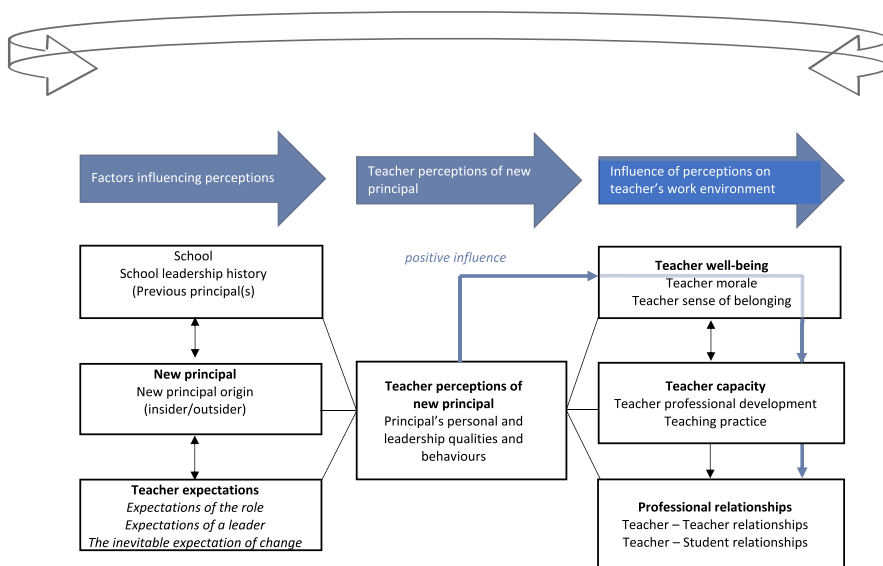 Factors influencing perceptions
Teacher perceptions of new
principal
Influence of perceptions on
teacher's work environment
School
School leadership history
(Previous principal(s)
New principal
New principal origin
(insider/outsider)
Teacher expectations
Expectations of the role
Expectations of a leader
The inevitable expectation of change
positive influence
Teacher perceptions of
new principal
Principal's personal and
leadership qualities and
behaviours
Teacher well-being
Teacher morale
Teacher sense of belonging
Teacher capacity
Teacher professional development
Teaching practice
Professional relationships
Teacher – Teacher relationships
Teacher – Student relationships